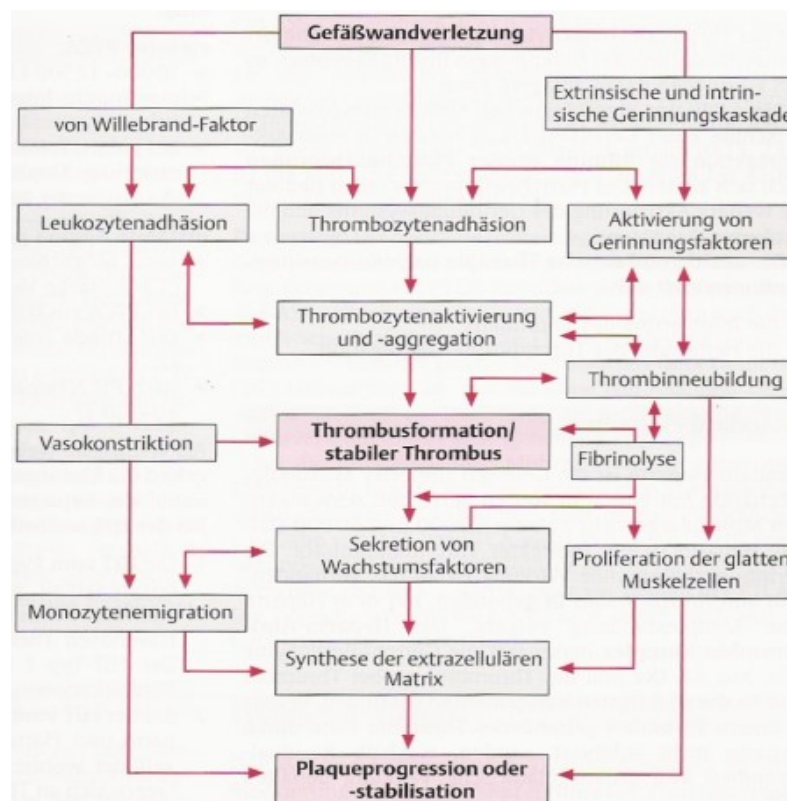 Gefäßwandverletzung
Extrinsische und intrin-
sische Gerinnungskaskade
von Willebrand-Faktor
Leukozytenadhäsion
Thrombozytenadhäsion
Aktivierung von
Gerinnungsfaktoren
Thrombozytenaktivierung
und -aggregation
Thrombinneubildung
Vasokonstriktion
Thrombusformation/
stabiler Thrombus
Fibrinolyse
Sekretion von
Wachstumsfaktoren
Proliferation der glatten
Muskelzellen
Monozytenemigration
Synthese der extrazellulären
Matrix
Plaqueprogression oder
-stabilisation